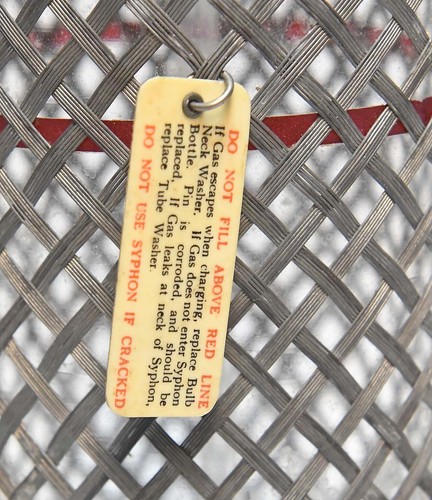 DO NOT FILL ABOVE RED LINE
If Gas escapes when charging, replace Bulb
Neck Washer. If Gas does not enter Syphon
Bottle. Pin is corroded, and should be
replaced. If Gas leaks at neck of Syphon,
replace Tube Washer.
DO NOT USE SYPHON IF CRACKED